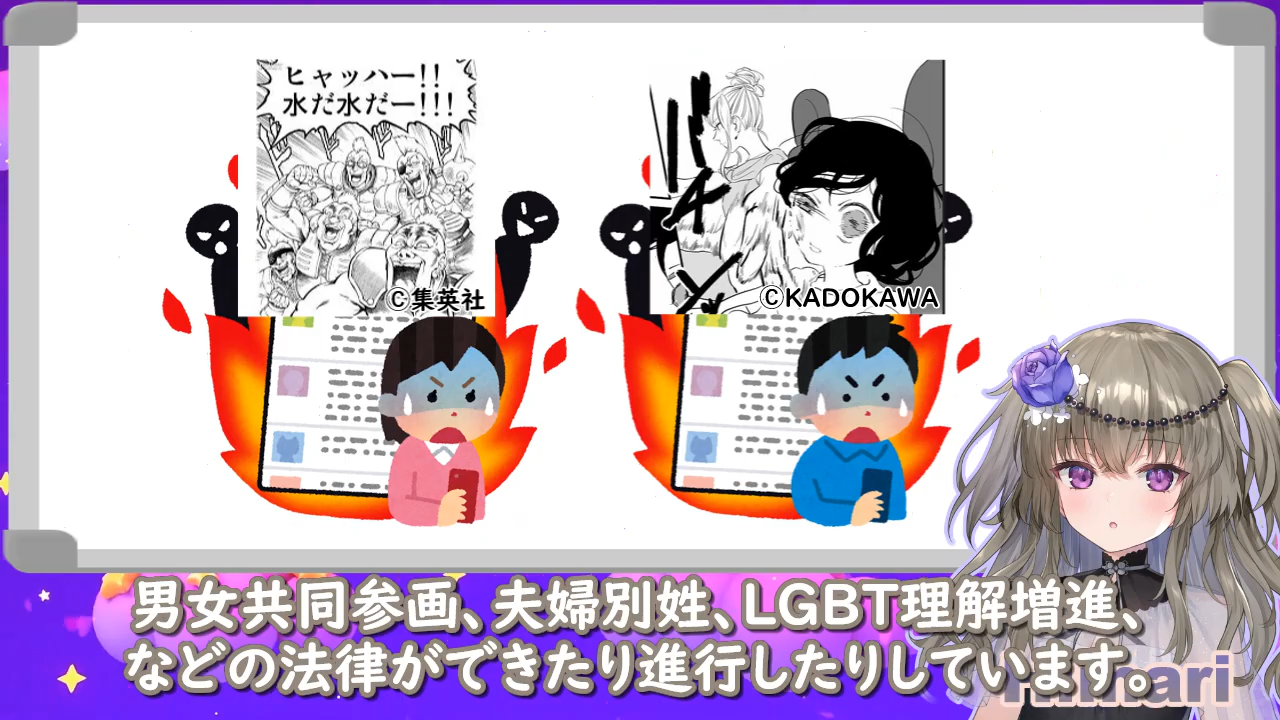 ヒャッハー!!
水だ水だー!!!
©集英社
©KADOKAWA
男女共同参画、夫婦別姓、LGBT理解増進、
などの法律ができたり進行したりしています。
Himari